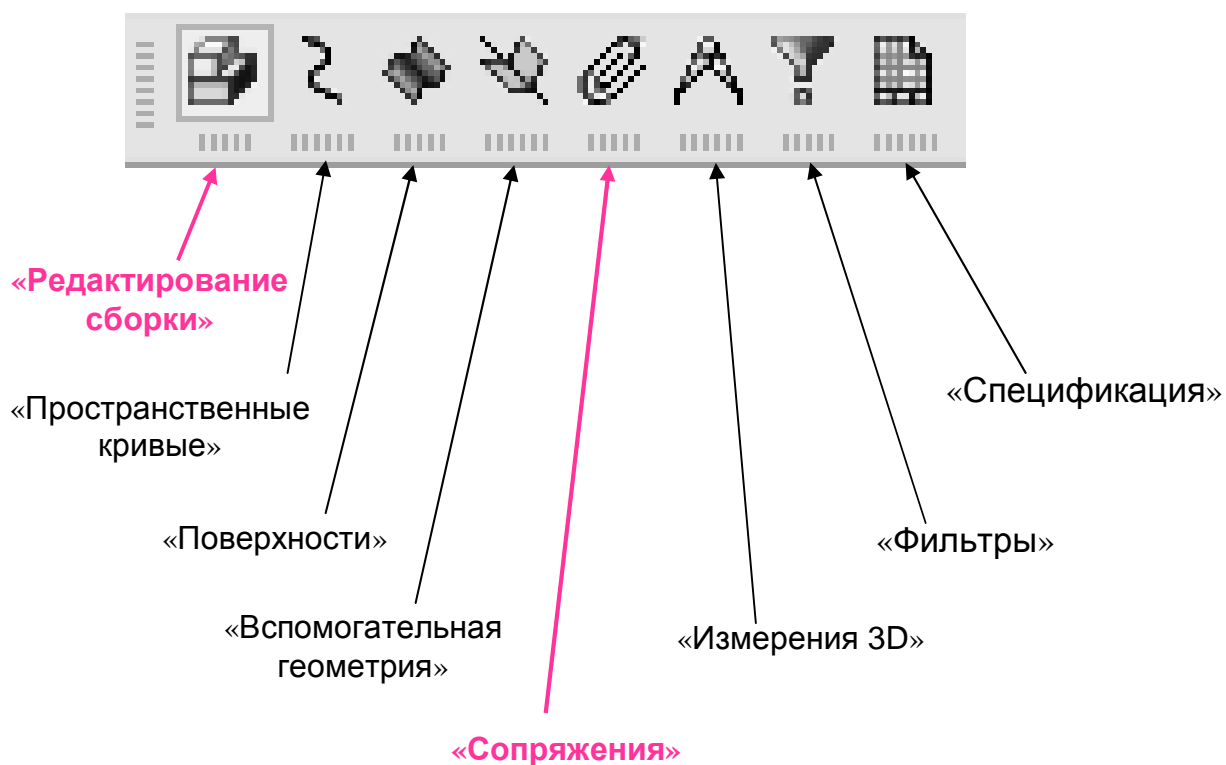 «Редактирование
сборки»
«Пространственные
кривые»
«Поверхности»
«Вспомогательная
геометрия»
«Сопряжения»
«Измерения 3D»
«Фильтры»
«Спецификация»